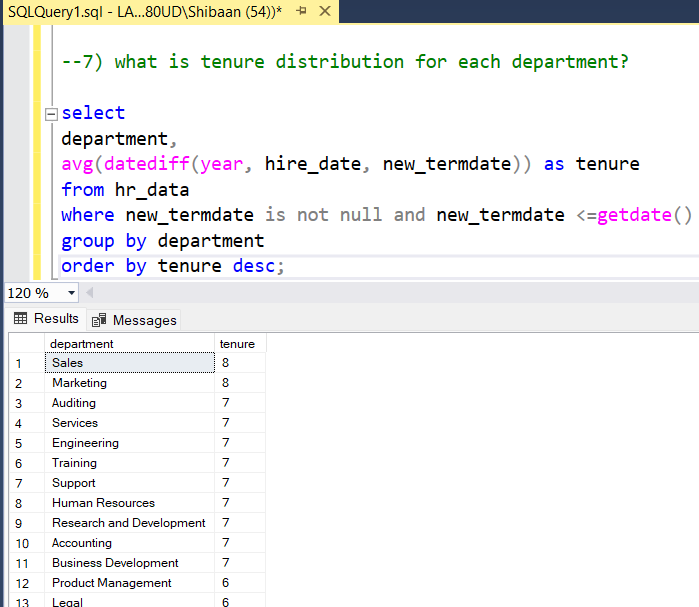 SQLQuery1.sql - LA...80UD\Shibaan (54))*
--7) what is tenure distribution for each department?
select
department,
avg(datediff(year, hire_date, new_termdate)) as tenure
from hr_data
where new_termdate is not null and new_termdate <=getdate()
group by department
order by tenure desc;
120 %
Results Messages
department tenure
1 Sales 8
2 Marketing 8
3 Auditing 7
4 Services 7
5 Engineering 7
6 Training 7
7 Support 7
8 Human Resources 7
9 Research and Development 7
10 Accounting 7
11 Business Development 7
12 Product Management 6
13 Legal 6